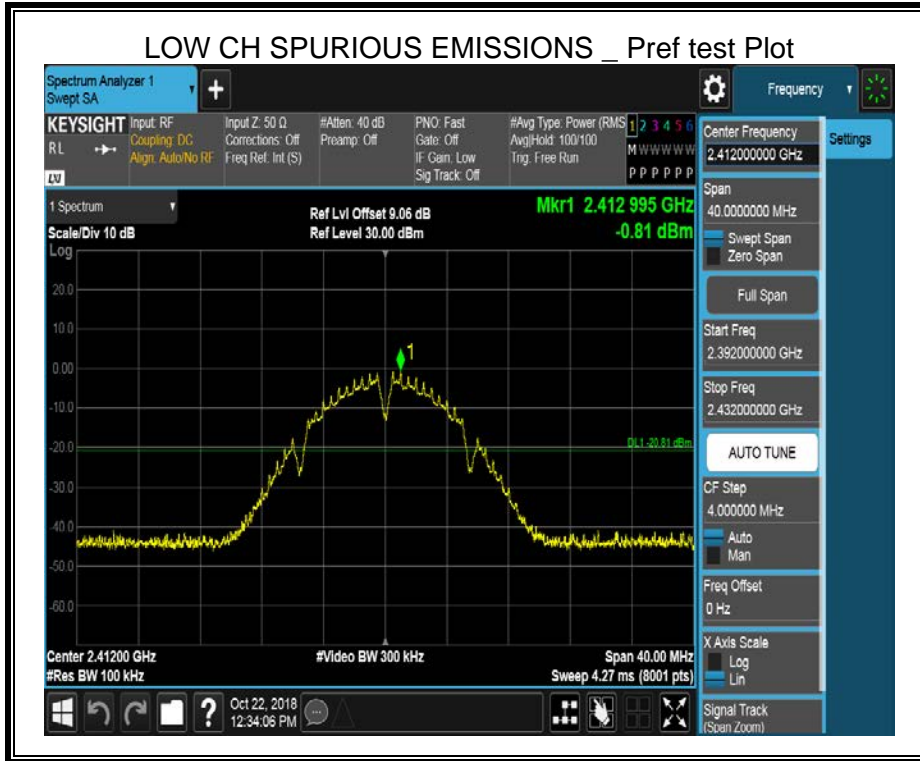 LOW CH SPURIOUS EMISSIONS _ Pref test Plot
Spectrum Analyzer 1
Swept SA
+
Frequency
KEYSIGHT
RL
LXI
Input: RF
Coupling: DC
Align: Auto/No RF
Input Z: 50 Ω
Corrections: Off
Freq Ref: Int (S)
#Atten: 40 dB
Preamp: Off
PNO: Fast
Gate: Off
IF Gain: Low
Sig Track: Off
#Avg Type: Power (RMS
Avg|Hold: 100/100
Trig: Free Run
1 2 3 4 5 6
M W W W W W
P P P P P P
1 Spectrum
Scale/Div 10 dB
Log
Ref Lvl Offset 9.06 dB
Ref Level 30.00 dBm
Mkr1 2.412 995 GHz
-0.81 dBm
20.0
10.0
0.00
-10.0
-20.0
-30.0
-40.0
-50.0
-60.0
1
DL1 -20.81 dBm
Center 2.41200 GHz
#Res BW 100 kHz
#Video BW 300 kHz
Span 40.00 MHz
Sweep 4.27 ms (8001 pts)
?
Oct 22, 2018
12:34:06 PM
Center Frequency
2.412000000 GHz
Settings
Span
40.0000000 MHz
Swept Span
Zero Span
Full Span
Start Freq
2.392000000 GHz
Stop Freq
2.432000000 GHz
AUTO TUNE
CF Step
4.000000 MHz
Auto
Man
Freq Offset
0 Hz
X Axis Scale
Log
Lin
Signal Track
(Span Zoom)